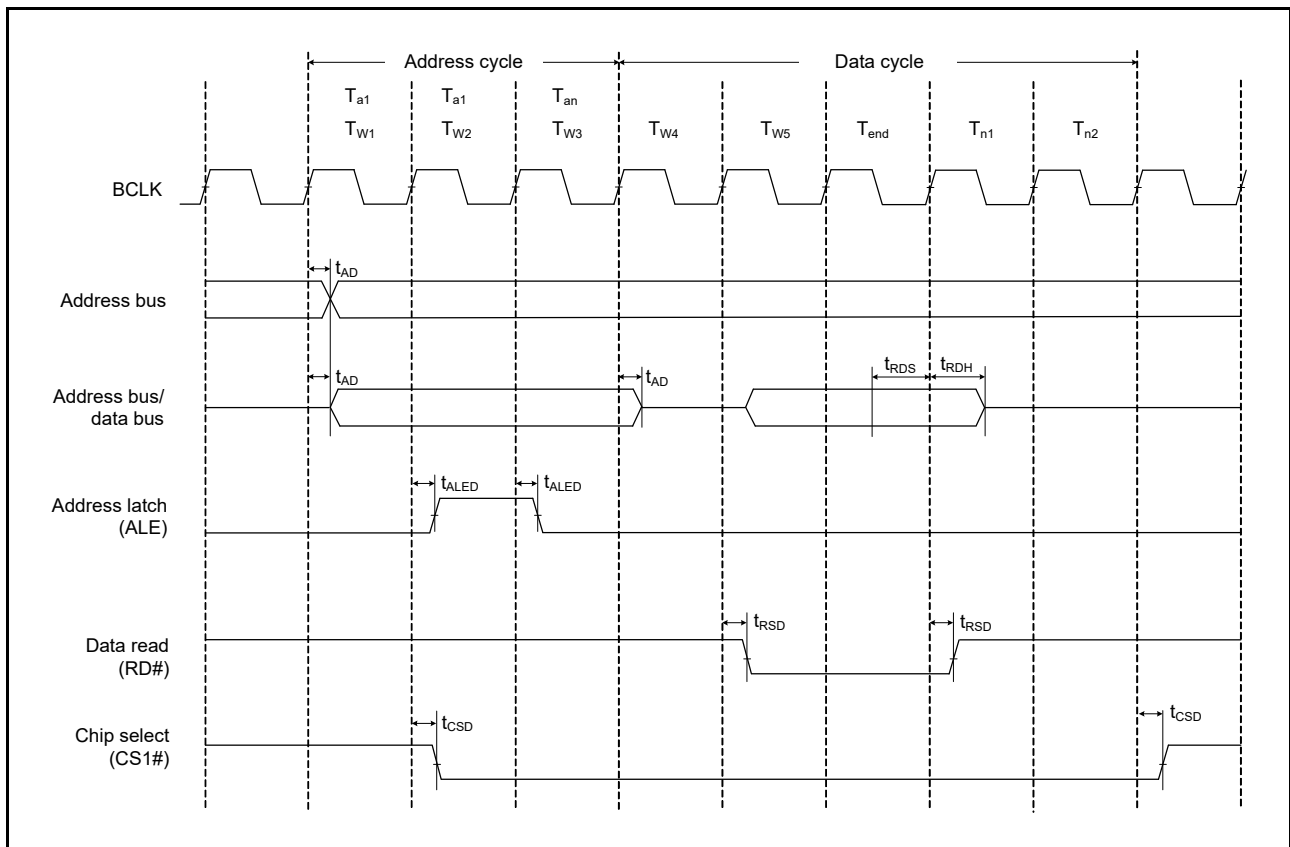 Address cycle Data cycle
Ta1 Ta1 Tan
TW1 TW2 TW3 TW4 TW5 Tend Tn1 Tn2
BCLK
tAD
Address bus
tRDS tRDH
tAD tAD
Address bus/
data bus
tALED tALED
Address latch
(ALE)
tRSD tRSD
Data read
(RD#)
tCSD tCSD
Chip select
(CS1#)